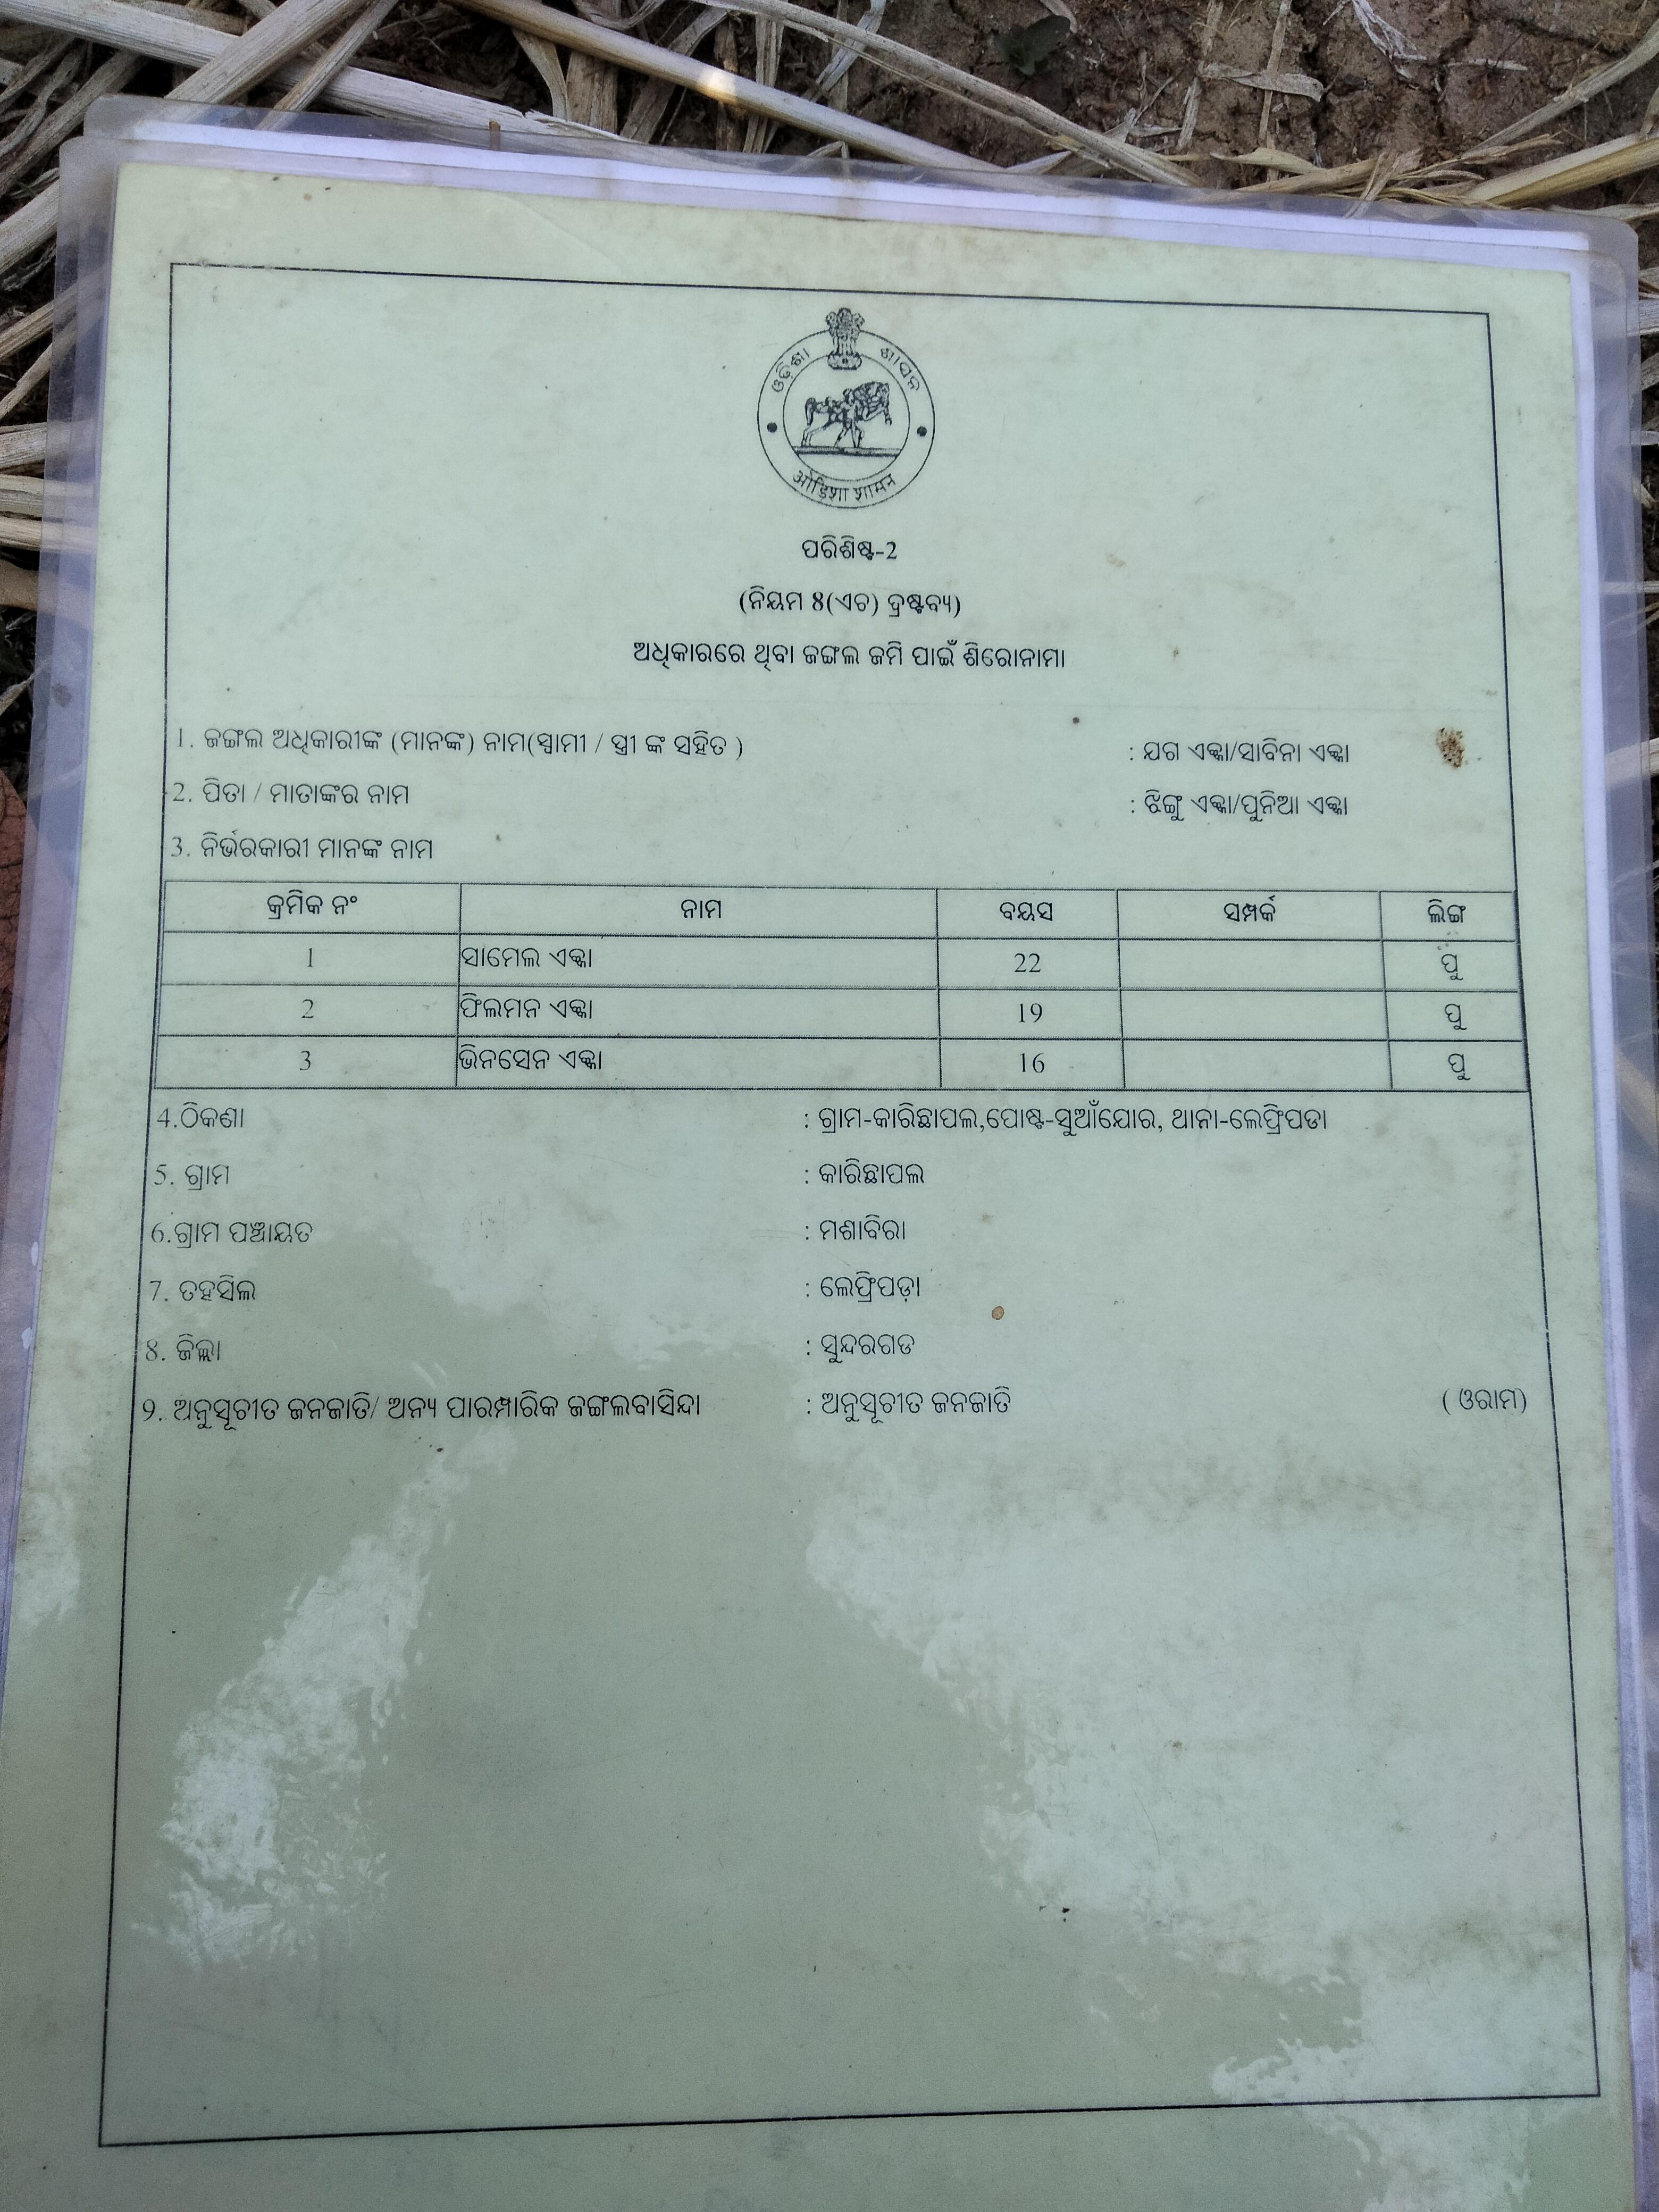 ଓଡ଼ିଶା ଶାସନ
ओड़िशा शासन
ପରିଶିଷ୍ଟ-2
(ନିୟମ 8(ଏଚ) ଦ୍ରଷ୍ଟବ୍ୟ)
ଅଧିକାରରେ ଥିବା ଜଙ୍ଗଲ ଜମି ପାଇଁ ଶିରୋନାମା
1. ଜଙ୍ଗଲ ଅଧିକାରୀଙ୍କ (ମାନଙ୍କ) ନାମ(ସ୍ୱାମୀ / ସ୍ତ୍ରୀ ଙ୍କ ସହିତ ) : ଯଗ ଏକ୍କା/ସାବିନା ଏକ୍କା
2. ପିତା / ମାତାଙ୍କର ନାମ : ଝିଙ୍ଗୁ ଏକ୍କା/ପୁନିଆ ଏକ୍କା
3. ନିର୍ଭରକାରୀ ମାନଙ୍କ ନାମ
କ୍ରମିକ ନଂ ନାମ ବୟସ ସମ୍ପର୍କ ଲିଙ୍ଗ
1 ସାମେଲ ଏକ୍କା 22 ପୁ
2 ଫିଲମନ ଏକ୍କା 19 ପୁ
3 ଭିନସେନ ଏକ୍କା 16 ପୁ
4.ଠିକଣା : ଗ୍ରାମ-କାରିଛାପଲ,ପୋଷ୍ଟ-ସୁଆଁଯୋର, ଥାନା-ଲେଫ୍ରିପଡା
5. ଗ୍ରାମ : କାରିଛାପଲ
6.ଗ୍ରାମ ପଞ୍ଚାୟତ : ମଶାବିରା
7. ତହସିଲ : ଲେଫ୍ରିପଡ଼ା
8. ଜିଲ୍ଲା : ସୁନ୍ଦରଗଡ
9. ଅନୁସୂଚୀତ ଜନଜାତି/ ଅନ୍ୟ ପାରମ୍ପାରିକ ଜଙ୍ଗଲବାସିନ୍ଦା : ଅନୁସୂଚୀତ ଜନଜାତି ( ଓରାମ)